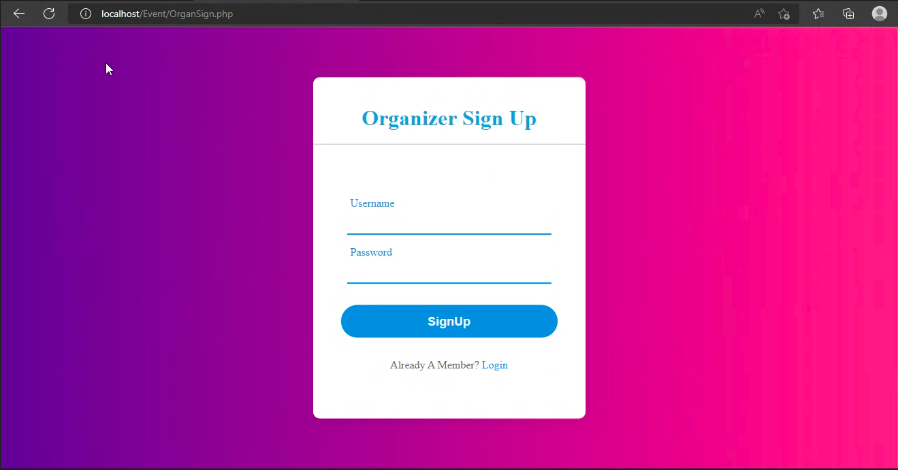 localhost/Event/OrganSign.php
Organizer Sign Up
Username
Password
SignUp
Already A Member? Login